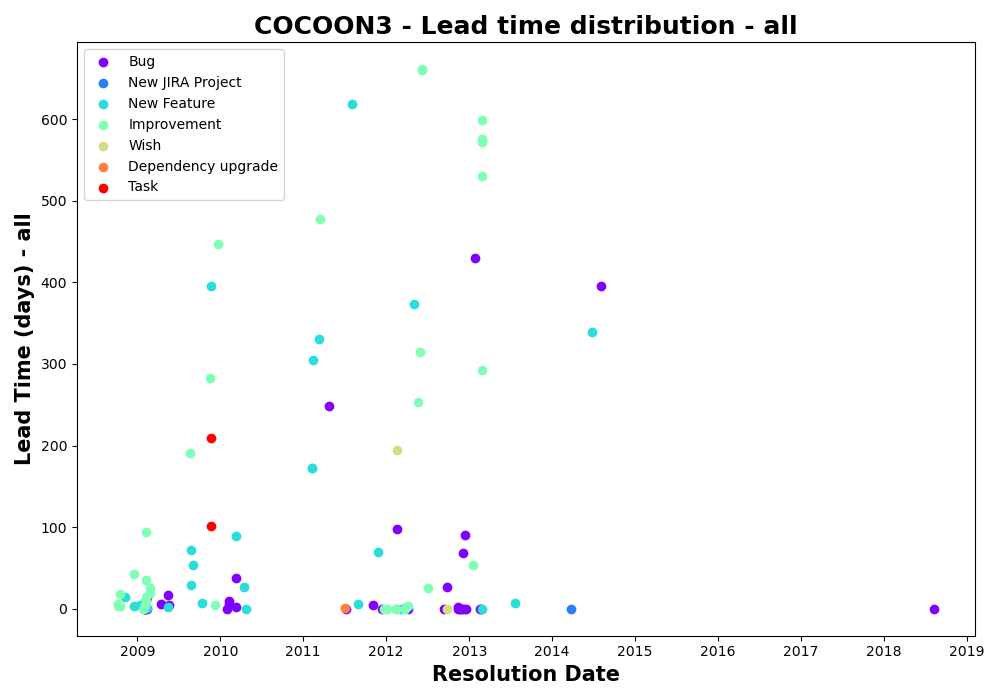 COCOON3 - Lead time distribution - all
Bug
New JIRA Project
New Feature
Improvement
Wish
Dependency upgrade
Task
Lead Time (days) - all
600
500
400
300
200
100
0
2009 2010 2011 2012 2013 2014 2015 2016 2017 2018 2019
Resolution Date